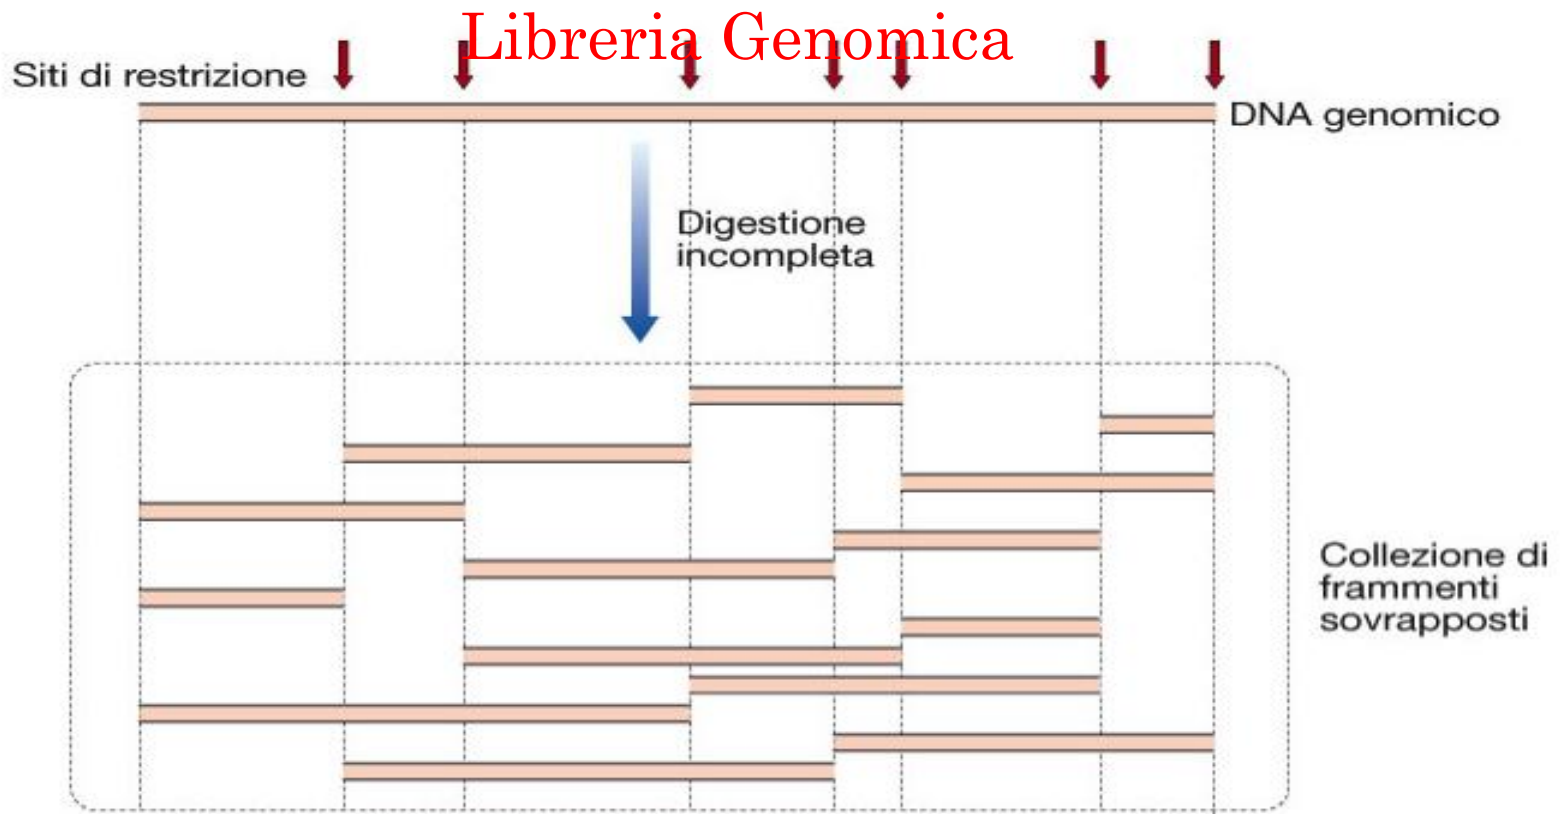 Libreria Genomica
Siti di restrizione
DNA genomico
Digestione
incompleta
Collezione di
frammenti
sovrapposti